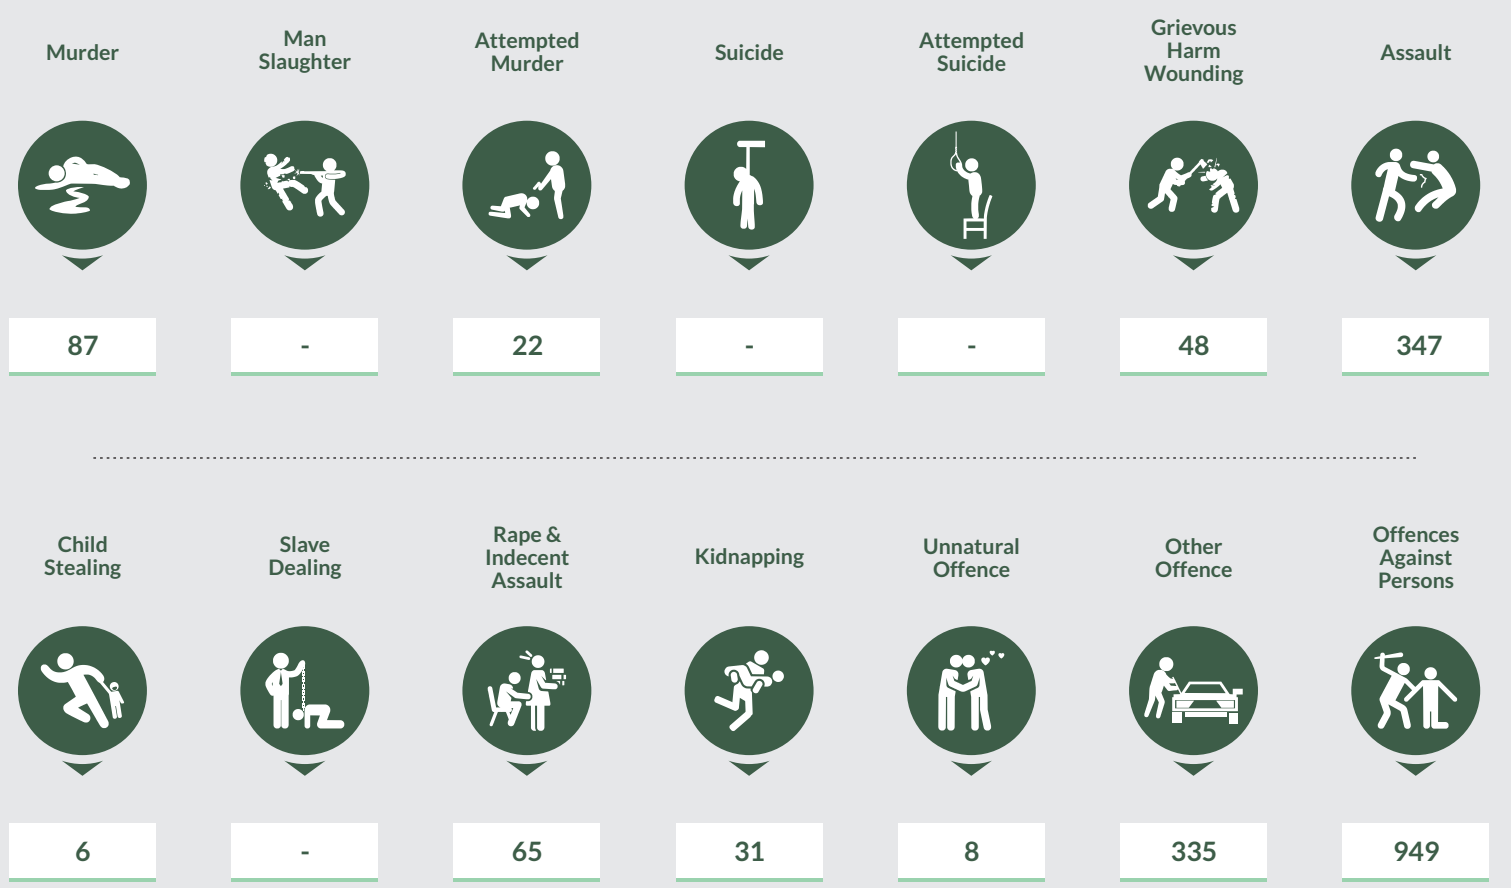 Murder
Man
Slaughter
Attempted
Murder
Suicide
Attempted
Suicide
Grievous
Harm
Wounding
Assault
87
-
22
-
-
48
347
Child
Stealing
Slave
Dealing
Rape &
Indecent
Assault
Kidnapping
Unnatural
Offence
Other
Offence
Offences
Against
Persons
6
-
65
31
8
335
949